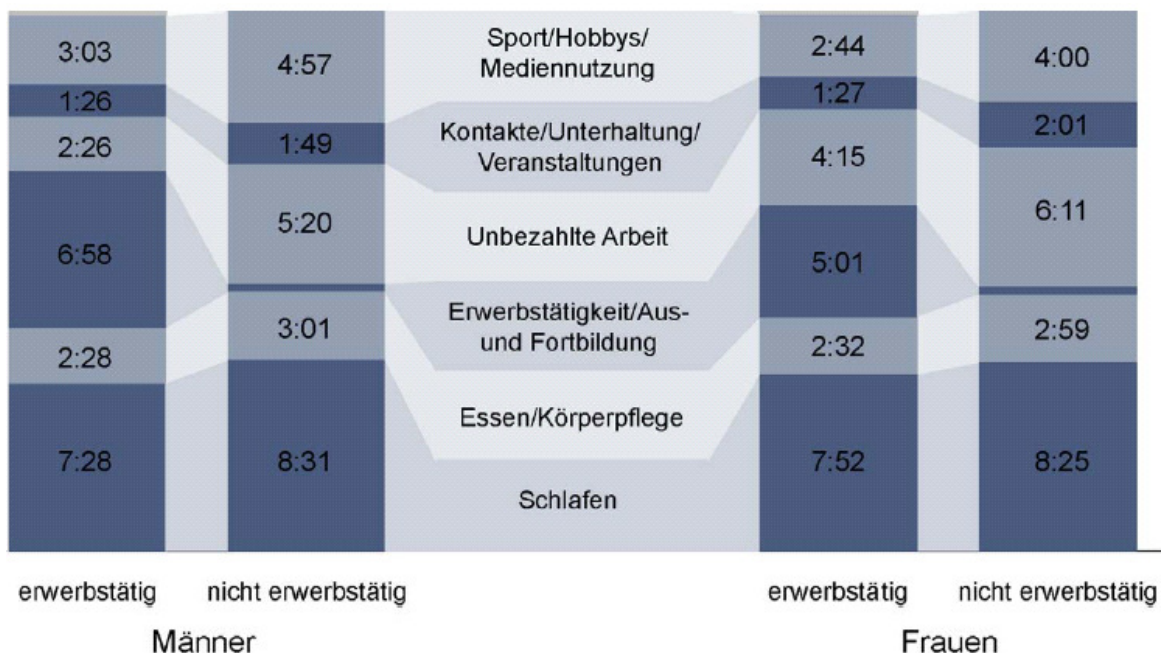 3:03
1:26
2:26
6:58
2:28
7:28
4:57
1:49
5:20
3:01
8:31
Sport/Hobbys/
Mediennutzung
Kontakte/Unterhaltung/
Veranstaltungen
Unbezahlte Arbeit
Erwerbstätigkeit/Aus-
und Fortbildung
Essen/Körperpflege
Schlafen
2:44
1:27
4:15
5:01
2:32
7:52
4:00
2:01
6:11
2:59
8:25
erwerbstätig
nicht erwerbstätig
erwerbstätig
nicht erwerbstätig
Männer
Frauen